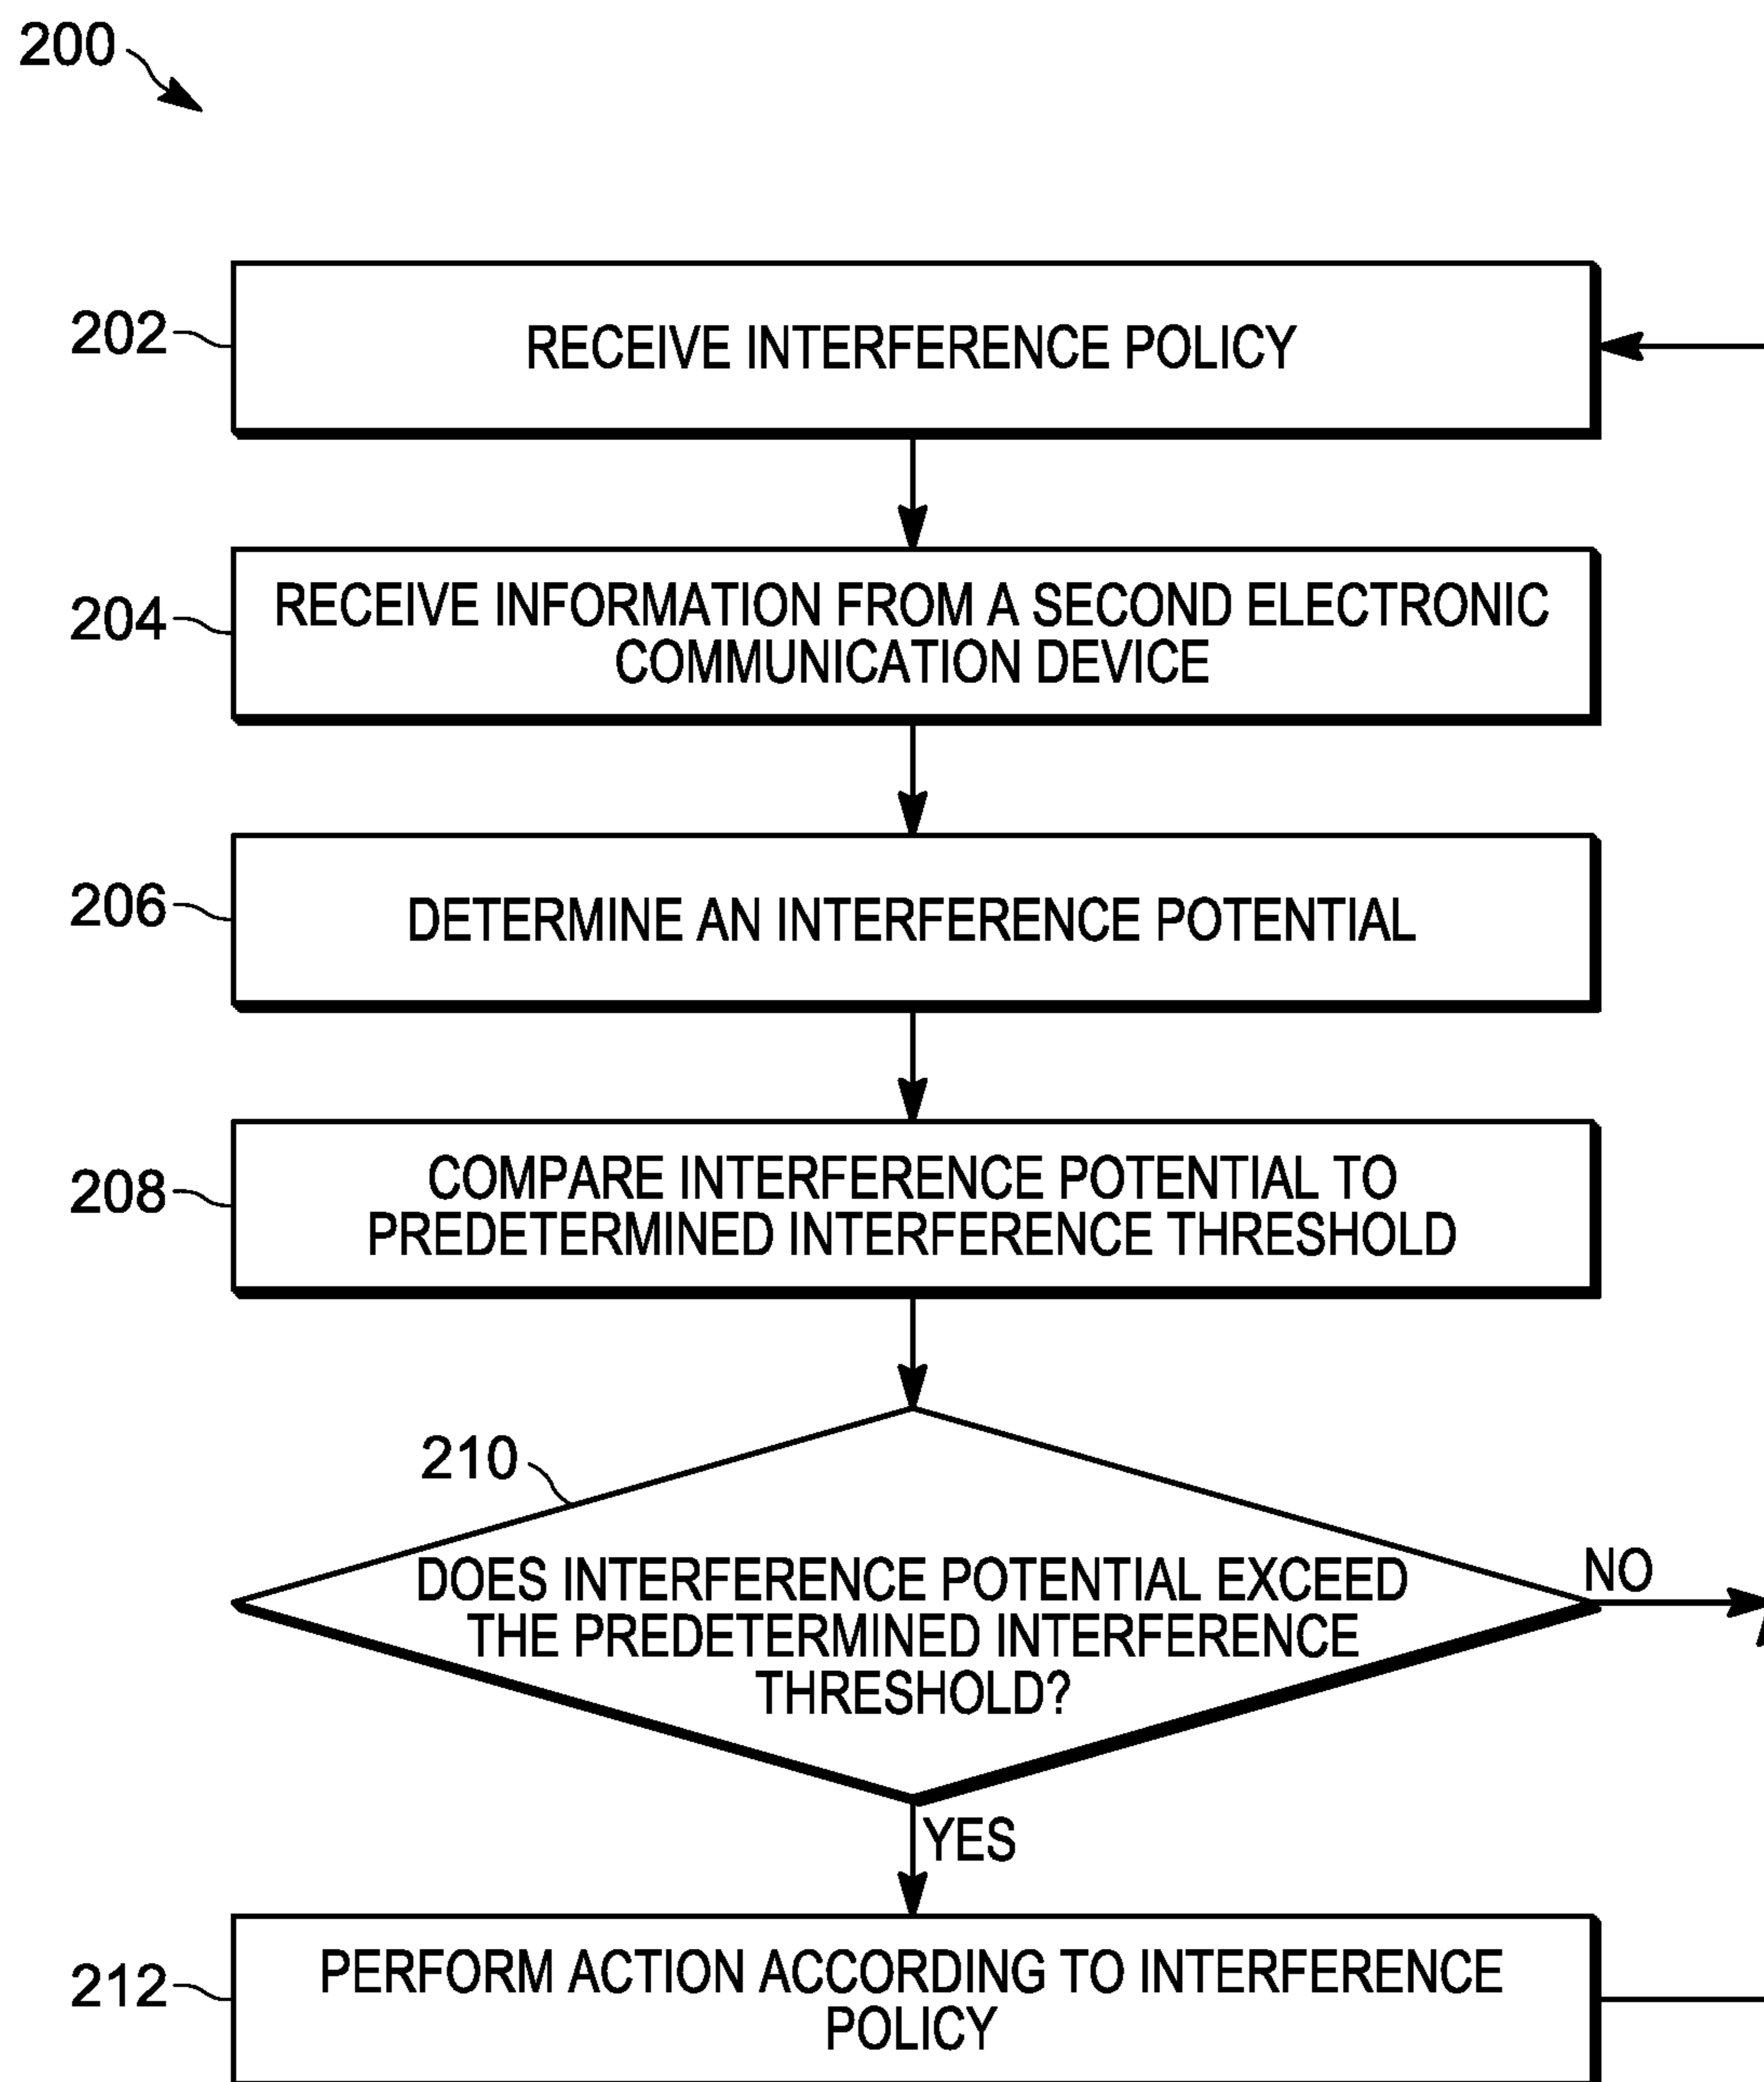 200
202
RECEIVE INTERFERENCE POLICY
204
RECEIVE INFORMATION FROM A SECOND ELECTRONIC
COMMUNICATION DEVICE
206
DETERMINE AN INTERFERENCE POTENTIAL
208
COMPARE INTERFERENCE POTENTIAL TO
PREDETERMINED INTERFERENCE THRESHOLD
210
DOES INTERFERENCE POTENTIAL EXCEED
THE PREDETERMINED INTERFERENCE
THRESHOLD?
NO
YES
212
PERFORM ACTION ACCORDING TO INTERFERENCE
POLICY